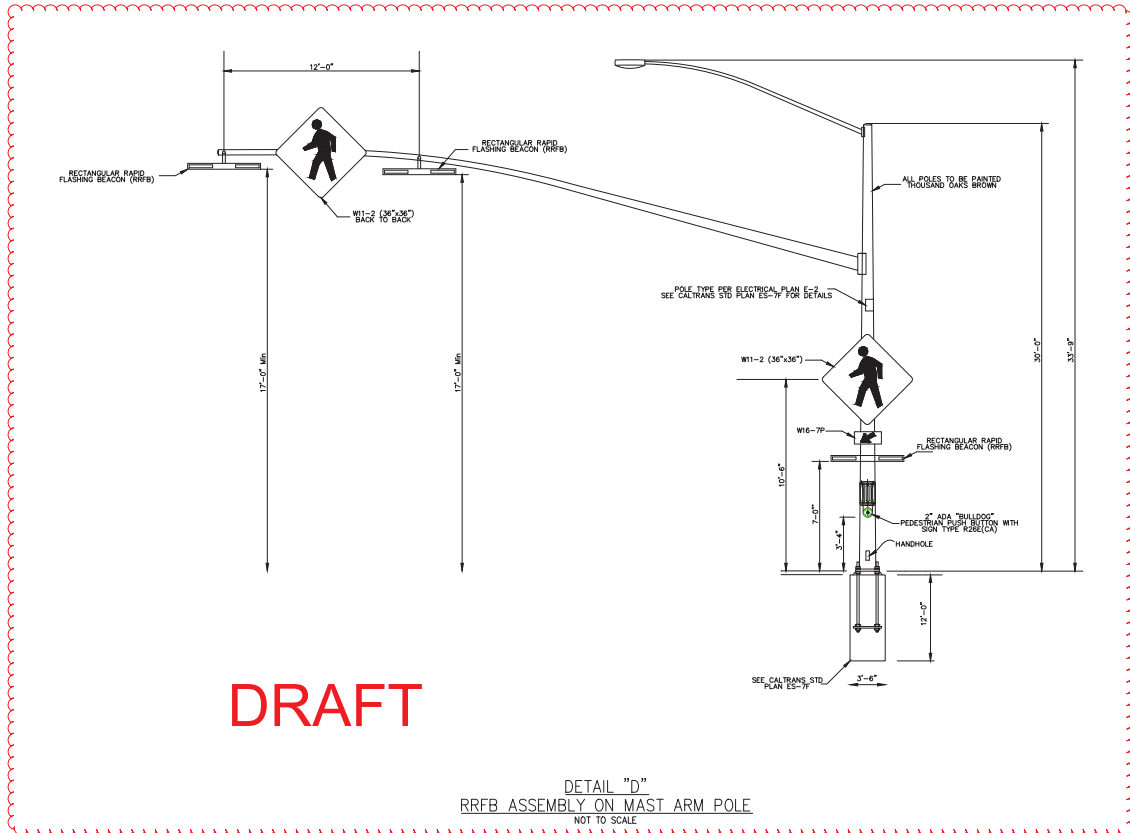 12'-0"
RECTANGULAR RAPID
FLASHING BEACON (RRFB)
RECTANGULAR RAPID
FLASHING BEACON (RRFB)
ALL POLES TO BE PAINTED
THOUSAND OAKS BROWN
W11-2 (36"x36")
BACK TO BACK
POLE TYPE PER ELECTRICAL PLAN E-2
SEE CALTRANS STD PLAN ES-7F FOR DETAILS
17'-0" Min
17'-0" Min
W11-2 (36"x36")
30'-0"
33'-9"
W16-7P
RECTANGULAR RAPID
FLASHING BEACON (RRFB)
10'-6"
7-0"
3'-4"
2" ADA "BULLDOG"
PEDESTRIAN PUSH BUTTON WITH
SIGN TYPE R26E(CA)
HANDHOLE
12'-0"
SEE CALTRANS STD
PLAN ES-7F
3'-6"
DRAFT
DETAIL "D"
RRFB ASSEMBLY ON MAST ARM POLE
NOT TO SCALE